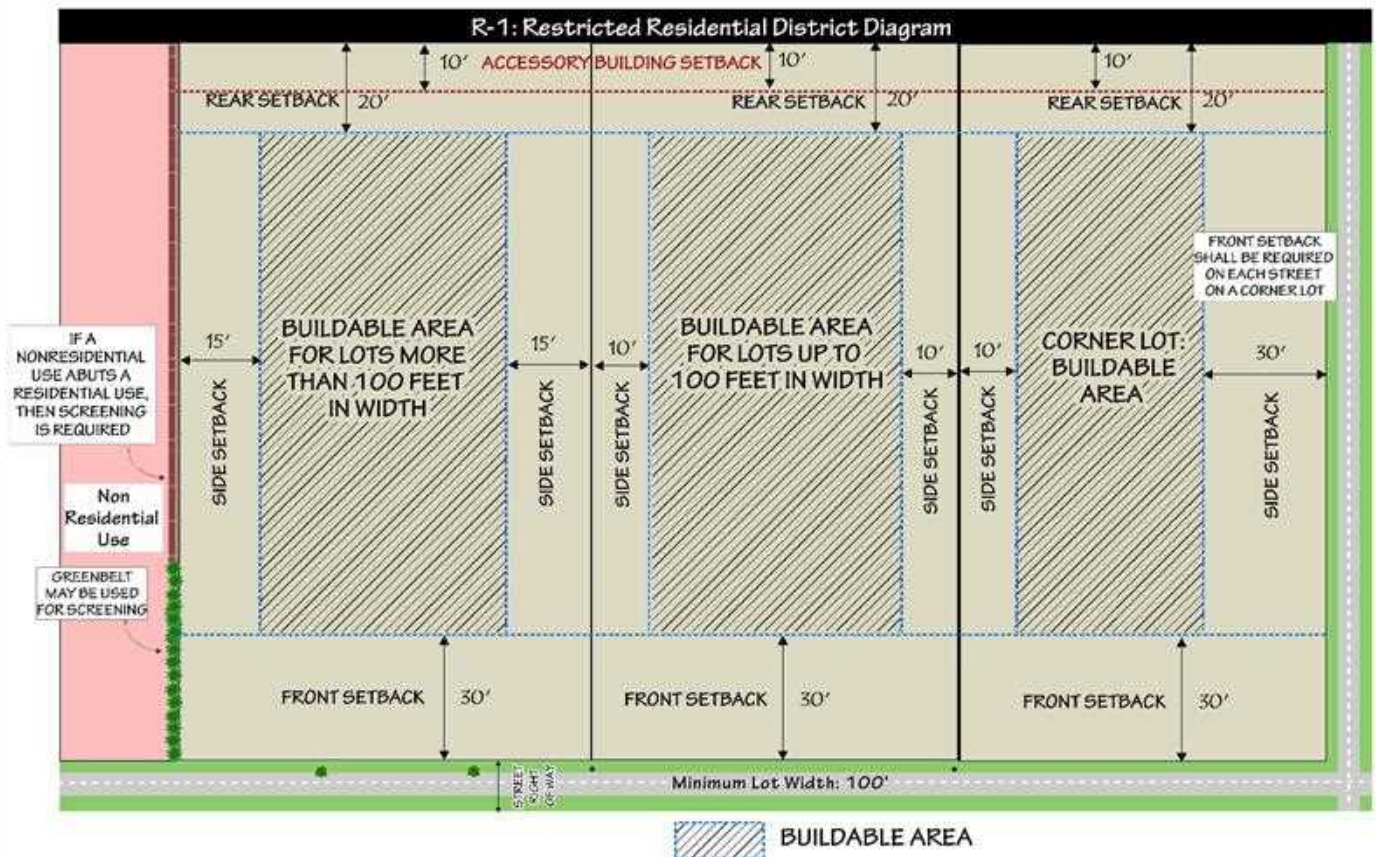 R-1: Restricted Residential District Diagram
10' ACCESSORY BUILDING SETBACK 10'
10'
REAR SETBACK 20'
REAR SETBACK 20'
REAR SETBACK 20'
FRONT SETBACK
SHALL BE REQUIRED
ON EACH STREET
ON A CORNER LOT
IF A
NONRESIDENTIAL
USE ABUTS A
RESIDENTIAL USE,
THEN SCREENING
IS REQUIRED
15'
SIDE SETBACK
BUILDABLE AREA
FOR LOTS MORE
THAN 100 FEET
IN WIDTH
15'
SIDE SETBACK
10'
SIDE SETBACK
BUILDABLE AREA
FOR LOTS UP TO
100 FEET IN WIDTH
10'
SIDE SETBACK
10'
SIDE SETBACK
CORNER LOT:
BUILDABLE
AREA
30'
SIDE SETBACK
Non
Residential
Use
GREENBELT
MAY BE USED
FOR SCREENING
FRONT SETBACK 30'
FRONT SETBACK 30'
FRONT SETBACK 30'
STREET
RIGHT
OF WAY
Minimum Lot Width: 100'
BUILDABLE AREA